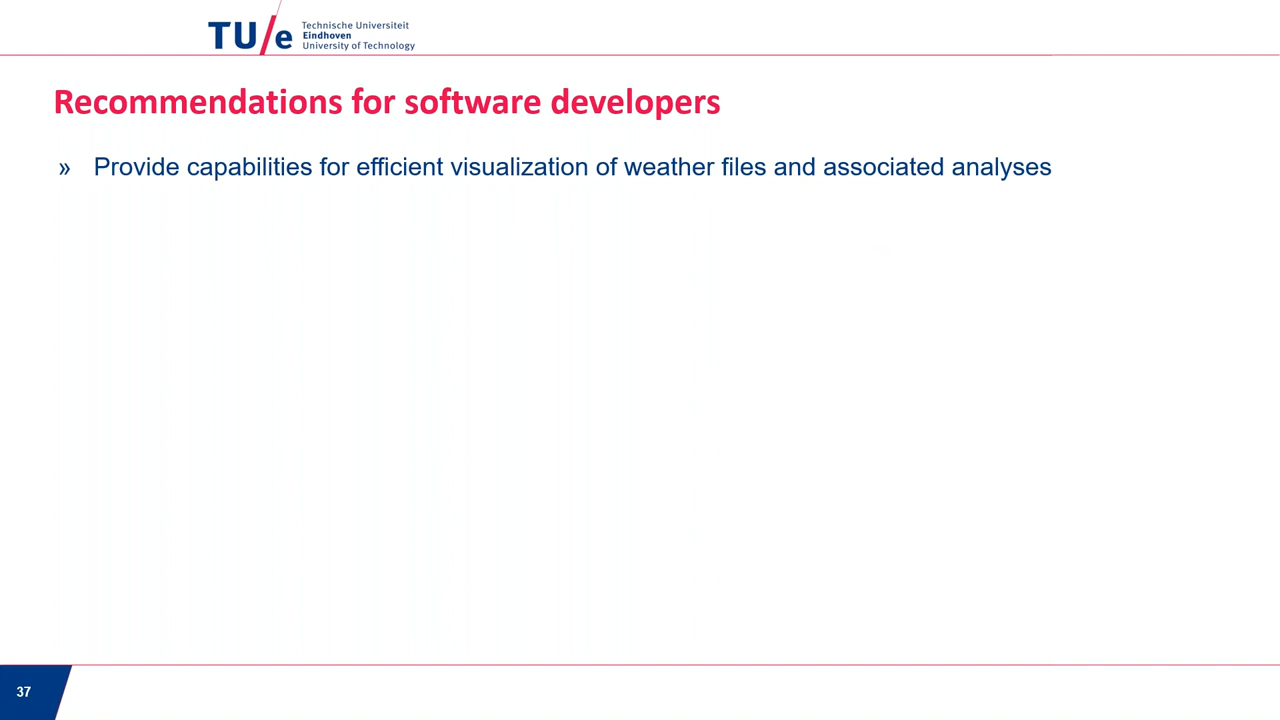 TU/e
Technische Universiteit
Eindhoven
University of Technology
Recommendations for software developers
» Provide capabilities for efficient visualization of weather files and associated analyses
37